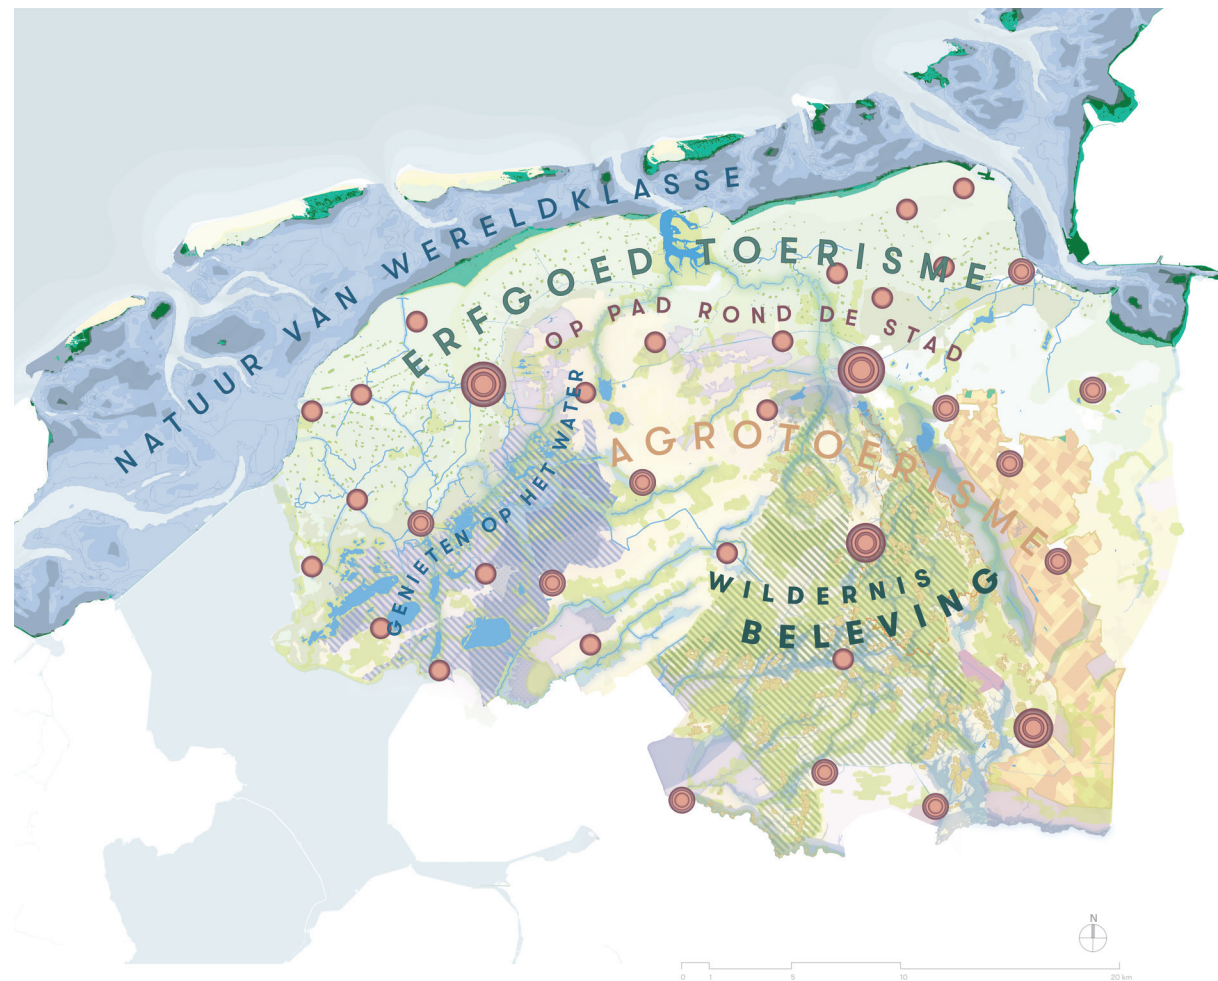 NATUUR VAN WERELDKLASSE
ERFGOED TOERISME
OP PAD ROND DE STAD
GENIETEN OP HET WATER
AGROTOERISME
WILDERNIS
BELEVING
N
0 1 5 10 20 km